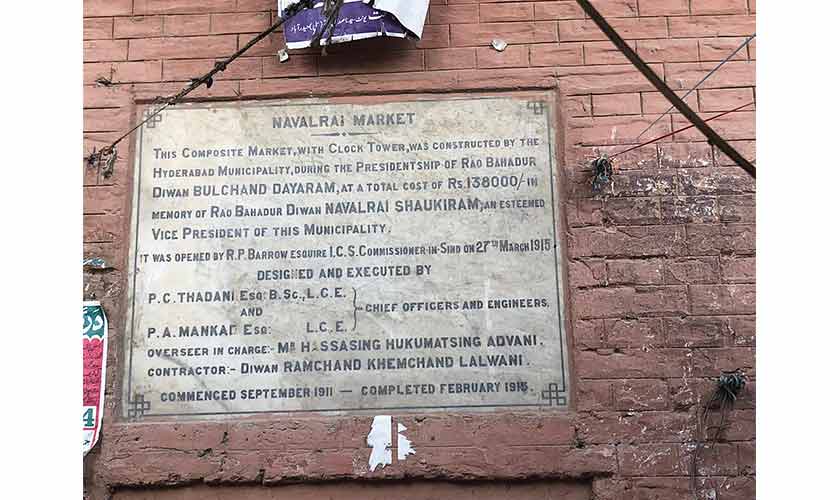 NAVALRAI MARKET
THIS COMPOSITE MARKET, WITH CLOCK TOWER, WAS CONSTRUCTED BY THE
HYDERABAD MUNICIPALITY, DURING THE PRESIDENTSHIP OF RAO BAHADUR
DIWAN BULCHAND DAYARAM, AT A TOTAL COST OF RS. 138000/- IN
MEMORY OF RAO BAHADUR DIWAN NAVALRAI SHAUKIRAM, AN ESTEEMED
VICE PRESIDENT OF THIS MUNICIPALITY.
IT WAS OPENED BY R.P. BARROW ESQUIRE I.C.S. COMMISSIONER-IN-SIND ON 27TH MARCH 1915
DESIGNED AND EXECUTED BY
P.C. THADANI ESQ: B.SC., L.C.E.
AND
CHIEF OFFICERS AND ENGINEERS.
P.A. MANKAD ESQ: L.C.E.
OVERSEER IN CHARGE:- MR HASSASING HUKUMATSING ADVANI.
CONTRACTOR:- DIWAN RAMCHAND KHEMCHAND LALWANI.
COMMENCED SEPTEMBER 1911 — COMPLETED FEBRUARY 1915.
4